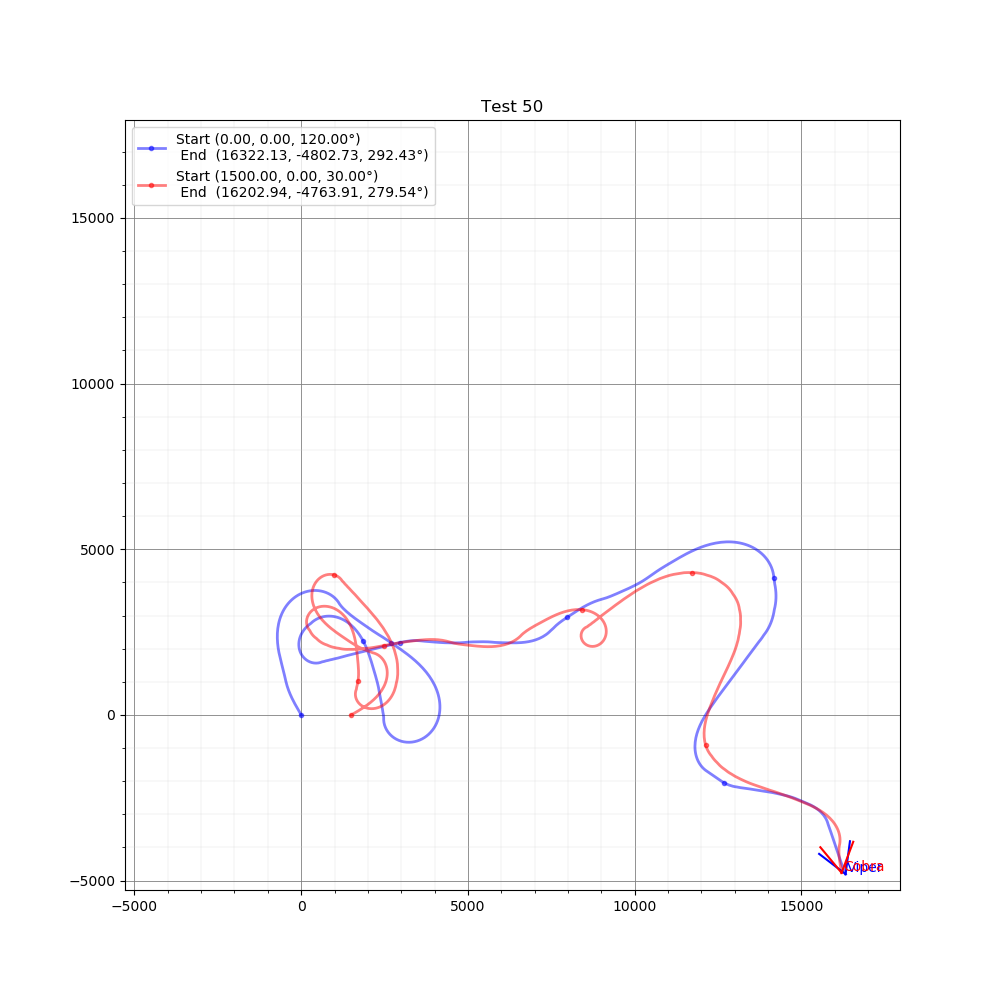 Test 50
Start (0.00, 0.00, 120.00°)
End (16322.13, -4802.73, 292.43°)
Start (1500.00, 0.00, 30.00°)
End (16202.94, -4763.91, 279.54°)
15000
10000
5000
0
−5000
−5000
0
5000
10000
15000
Cobra
Viper